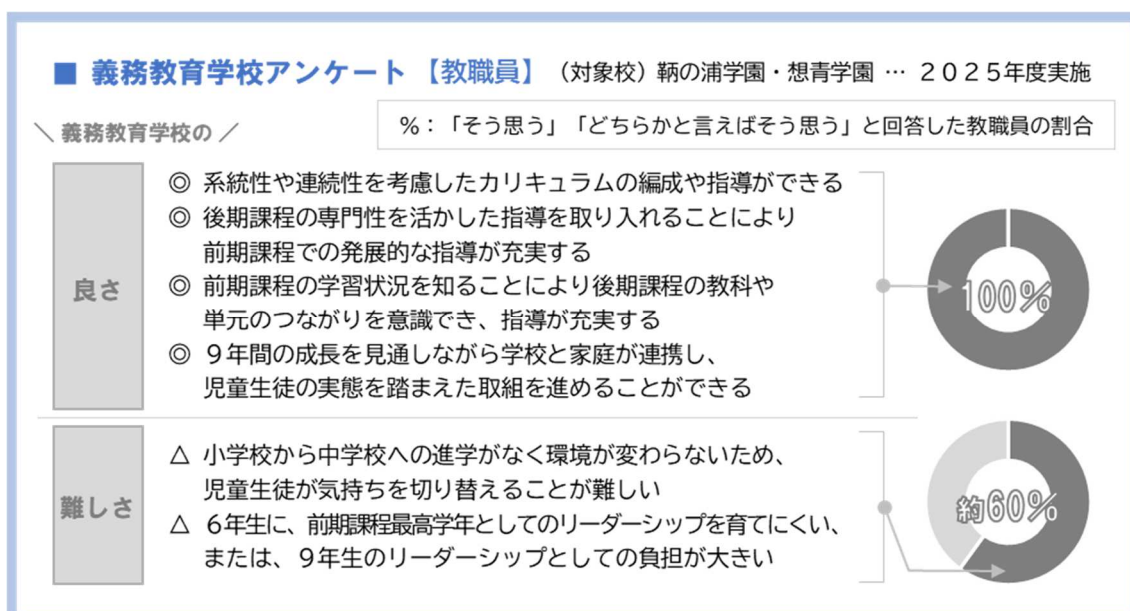 ■ 義務教育学校アンケート【教職員】（対象校）鞆の浦学園・想青学園 … ２０２５年度実施
＼ 義務教育学校の ／
％：「そう思う」「どちらかと言えばそう思う」と回答した教職員の割合
良さ
◎ 系統性や連続性を考慮したカリキュラムの編成や指導ができる
◎ 後期課程の専門性を活かした指導を取り入れることにより
前期課程での発展的な指導が充実する
◎ 前期課程の学習状況を知ることにより後期課程の教科や
単元のつながりを意識でき、指導が充実する
◎ ９年間の成長を見通しながら学校と家庭が連携し、
児童生徒の実態を踏まえた取組を進めることができる
100％
難しさ
△ 小学校から中学校への進学がなく環境が変わらないため、
児童生徒が気持ちを切り替えることが難しい
△ ６年生に、前期課程最高学年としてのリーダーシップを育てにくい、
または、９年生のリーダーシップとしての負担が大きい
約60％